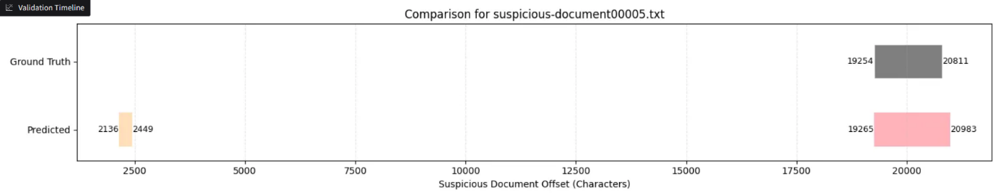 Validation Timeline
Comparison for suspicious-document00005.txt
Ground Truth
19254
20811
Predicted
2136
2449
19265
20983
2500 5000 7500 10000 12500 15000 17500 20000
Suspicious Document Offset (Characters)